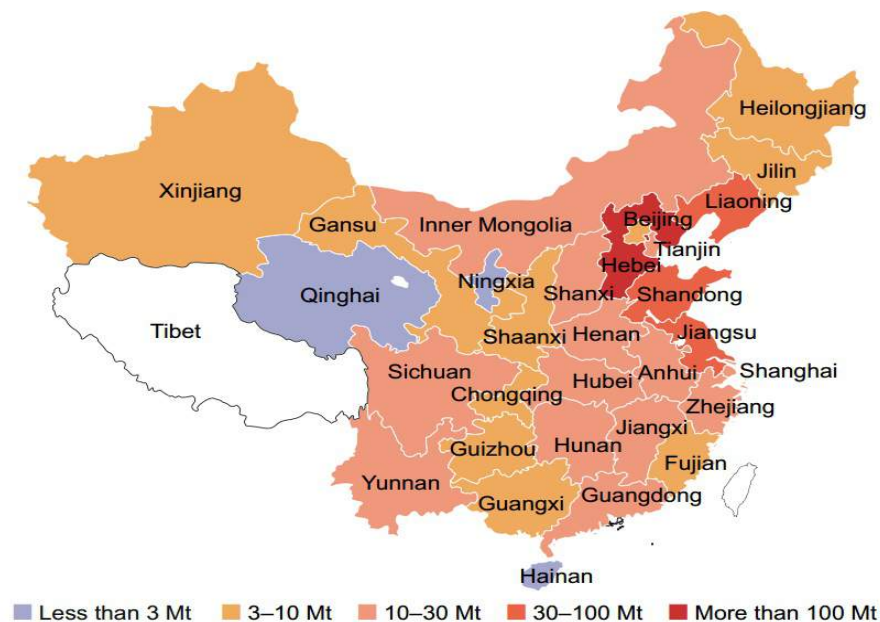 Heilongjiang
Jilin
Liaoning
Xinjiang
Gansu
Inner Mongolia
Beijing
Tianjin
Hebei
Qinghai
Ningxia
Shanxi
Shandong
Tibet
Shaanxi
Henan
Jiangsu
Sichuan
Chongqing
Hubei
Anhui
Shanghai
Zhejiang
Jiangxi
Guizhou
Hunan
Fujian
Yunnan
Guangxi
Guangdong
Hainan
Less than 3 Mt
3–10 Mt
10–30 Mt
30–100 Mt
More than 100 Mt